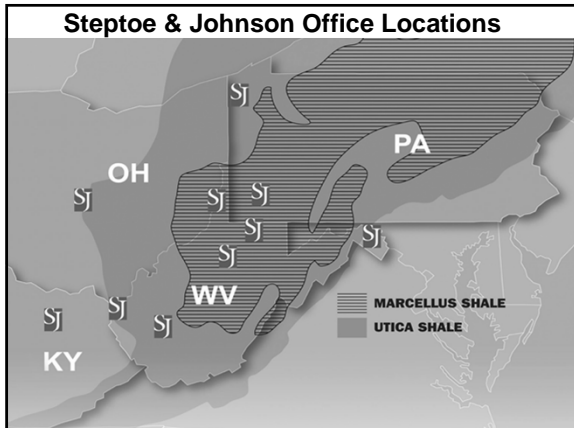 Steptoe & Johnson Office Locations
SJ
PA
OH
SJ
SJ
SJ
SJ
SJ
SJ
WV
MARCELLUS SHALE
SJ
SJ
SJ
UTICA SHALE
KY